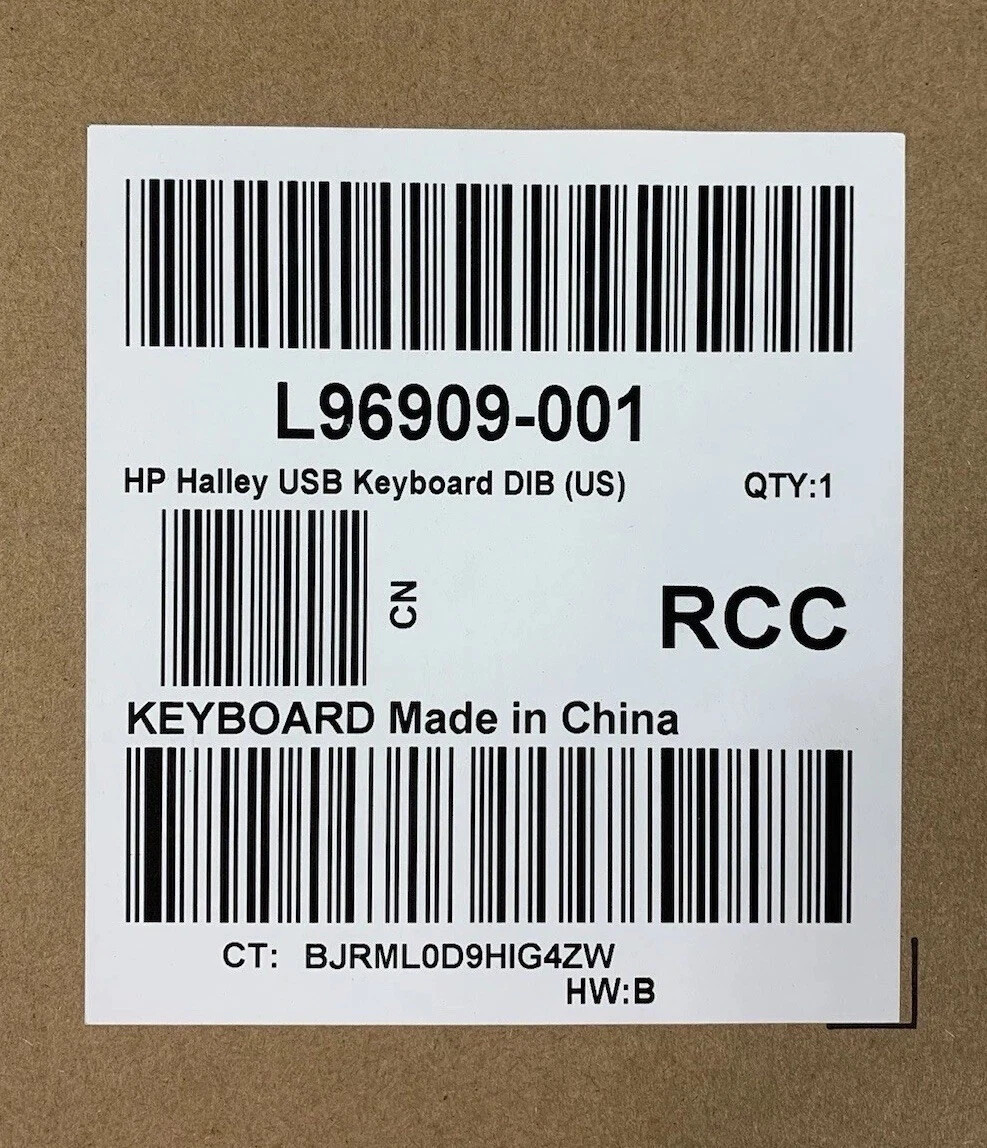 L96909-001
HP Halley USB Keyboard DIB (US) QTY:1
CN
RCC
KEYBOARD Made in China
CT: BJRML0D9HIG4ZW
HW:B